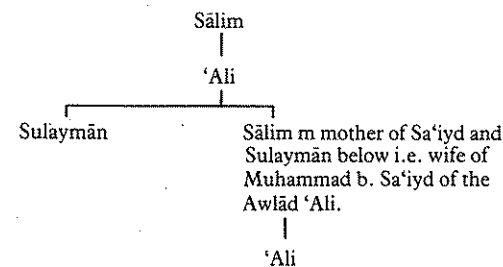 Sālim
‘Ali
Sulaymān
Sālim m mother of Sa‘iyd and
Sulaymān below i.e. wife of
Muhammad b. Sa‘iyd of the
Awlād ‘Ali.
‘Ali